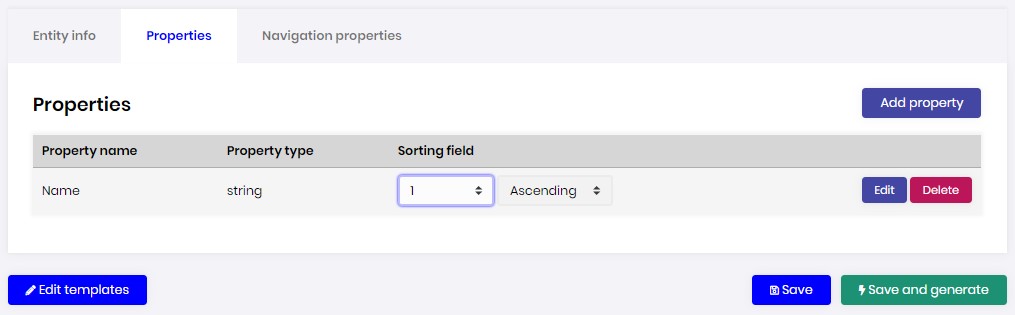 Entity info Properties Navigation properties
Properties Add property
Property name Property type Sorting field
Name string 1 Ascending Edit Delete
Edit templates Save Save and generate